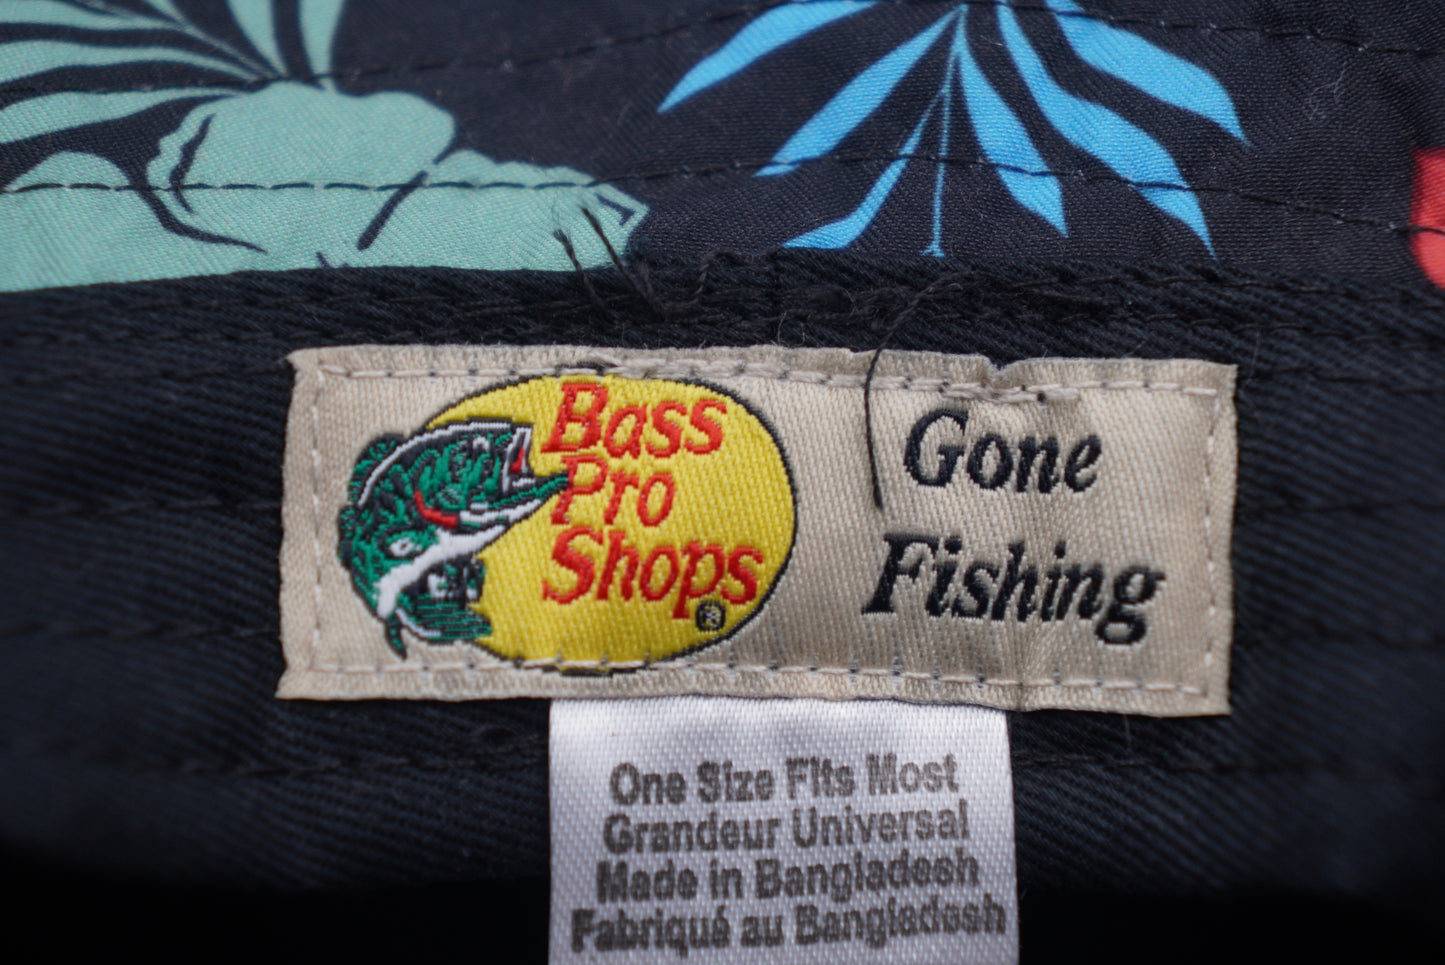 Bass
Pro
Shops®
Gone
Fishing
One Size Fits Most
Grandeur Universal
Made in Bangladesh
Fabriqué au Bangladesh